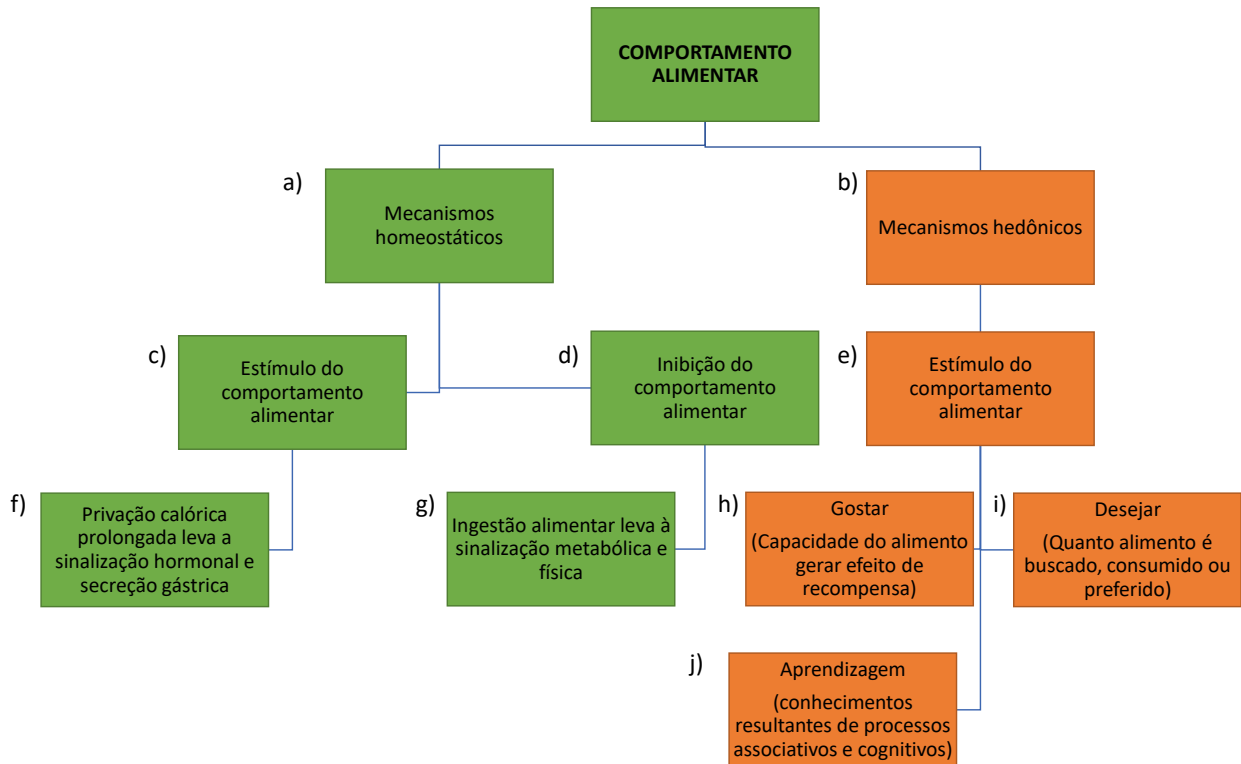 COMPORTAMENTO
ALIMENTAR
a)
Mecanismos
homeostáticos
b)
Mecanismos hedônicos
c)
Estímulo do
comportamento
alimentar
d)
Inibição do
comportamento
alimentar
e)
Estímulo do
comportamento
alimentar
f)
Privação calórica
prolongada leva a
sinalização hormonal e
secreção gástrica
g)
Ingestão alimentar leva à
sinalização metabólica e
física
h)
Gostar
(Capacidade do alimento
gerar efeito de
recompensa)
i)
Desejar
(Quanto alimento é
buscado, consumido ou
preferido)
j)
Aprendizagem
(conhecimentos
resultantes de processos
associativos e cognitivos)